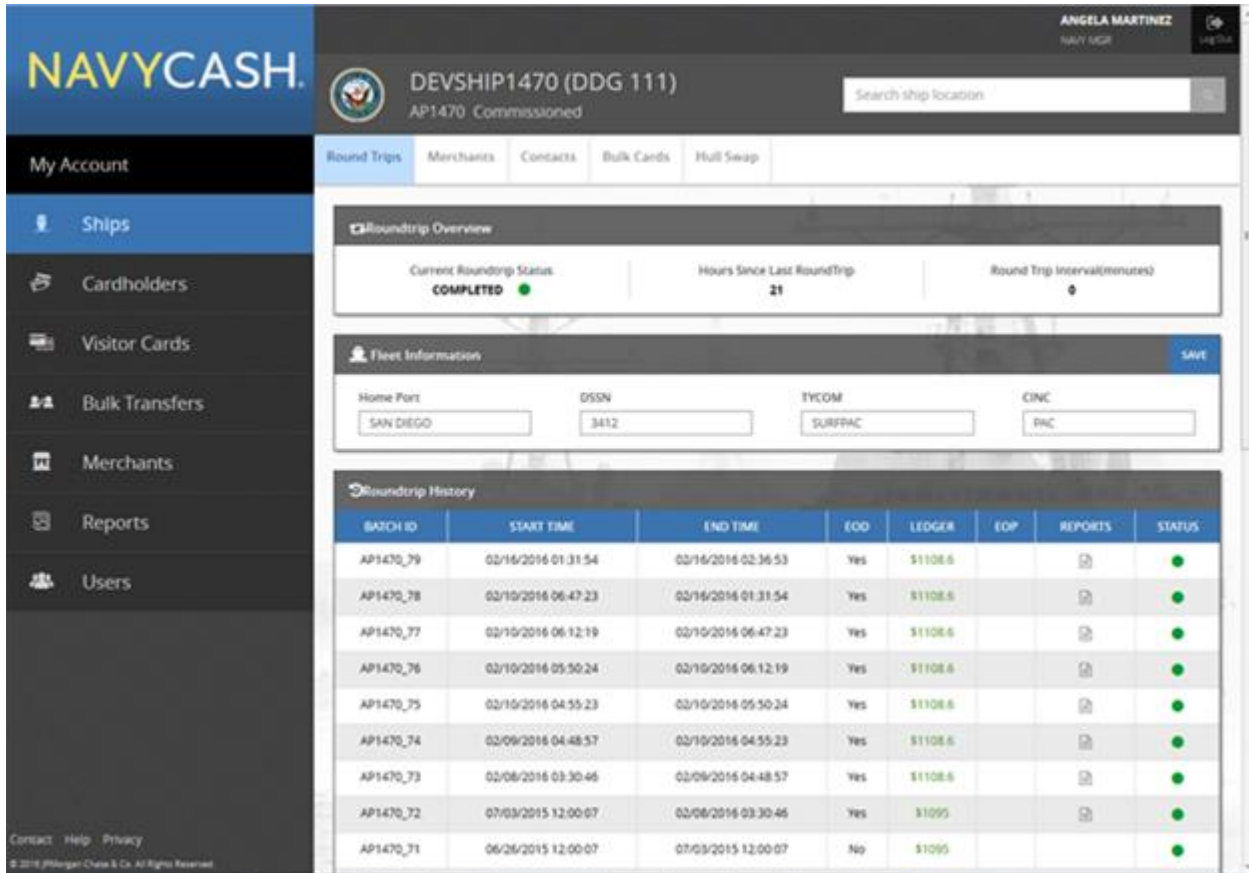 ANGELA MARTINEZ
NAVY MGR
Log Out
NAVYCASH.
DEVSHIP1470 (DDG 111)
AP1470 Commissioned
Search ship location
My Account
Ships
Cardholders
Visitor Cards
Bulk Transfers
Merchants
Reports
Users
Contact Help Privacy
© 2016 JPMorgan Chase & Co. All Rights Reserved.
Round Trips Merchants Contacts Bulk Cards Hull Swap
Roundtrip Overview
Current Roundtrip Status Hours Since Last RoundTrip Round Trip Interval(minutes)
COMPLETED 21 0
Fleet Information SAVE
Home Port DSSN TYCOM CINC
SAN DIEGO 3412 SURFPAC PAC
Roundtrip History
BATCH ID START TIME END TIME EOD LEDGER EOP REPORTS STATUS
AP1470_79 02/16/2016 01:31:54 02/16/2016 02:36:53 Yes $1108.6
AP1470_78 02/10/2016 06:47:23 02/16/2016 01:31:54 Yes $1108.6
AP1470_77 02/10/2016 06:12:19 02/10/2016 06:47:23 Yes $1108.6
AP1470_76 02/10/2016 05:50:24 02/10/2016 06:12:19 Yes $1108.6
AP1470_75 02/10/2016 04:55:23 02/10/2016 05:50:24 Yes $1108.6
AP1470_74 02/09/2016 04:48:57 02/10/2016 04:55:23 Yes $1108.6
AP1470_73 02/08/2016 03:30:46 02/09/2016 04:48:57 Yes $1108.6
AP1470_72 07/03/2015 12:00:07 02/08/2016 03:30:46 Yes $1095
AP1470_71 06/26/2015 12:00:07 07/03/2015 12:00:07 No $1095